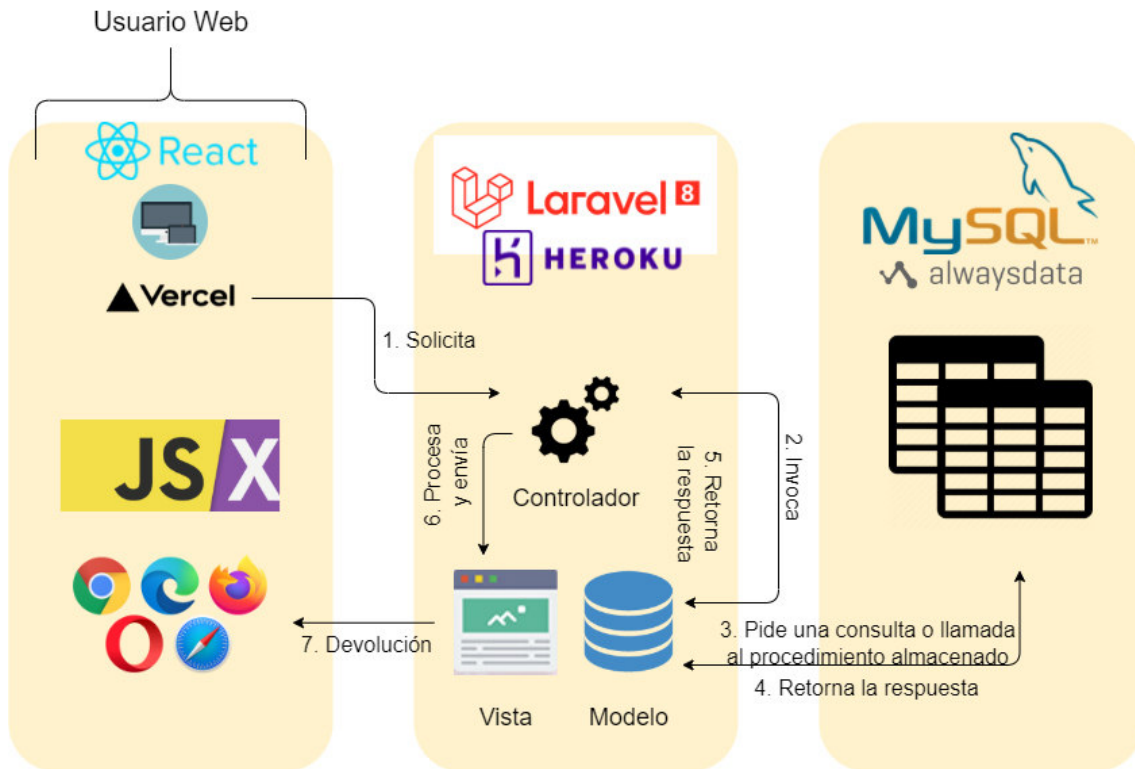 Usuario Web
React
Vercel
JSX
Laravel 8
HEROKU
1. Solicita
Controlador
2. Invoca
5. Retorna
la respuesta
6. Procesa
y envía
7. Devolución
Vista
Modelo
MySQL™
alwaysdata
3. Pide una consulta o llamada
al procedimiento almacenado
4. Retorna la respuesta